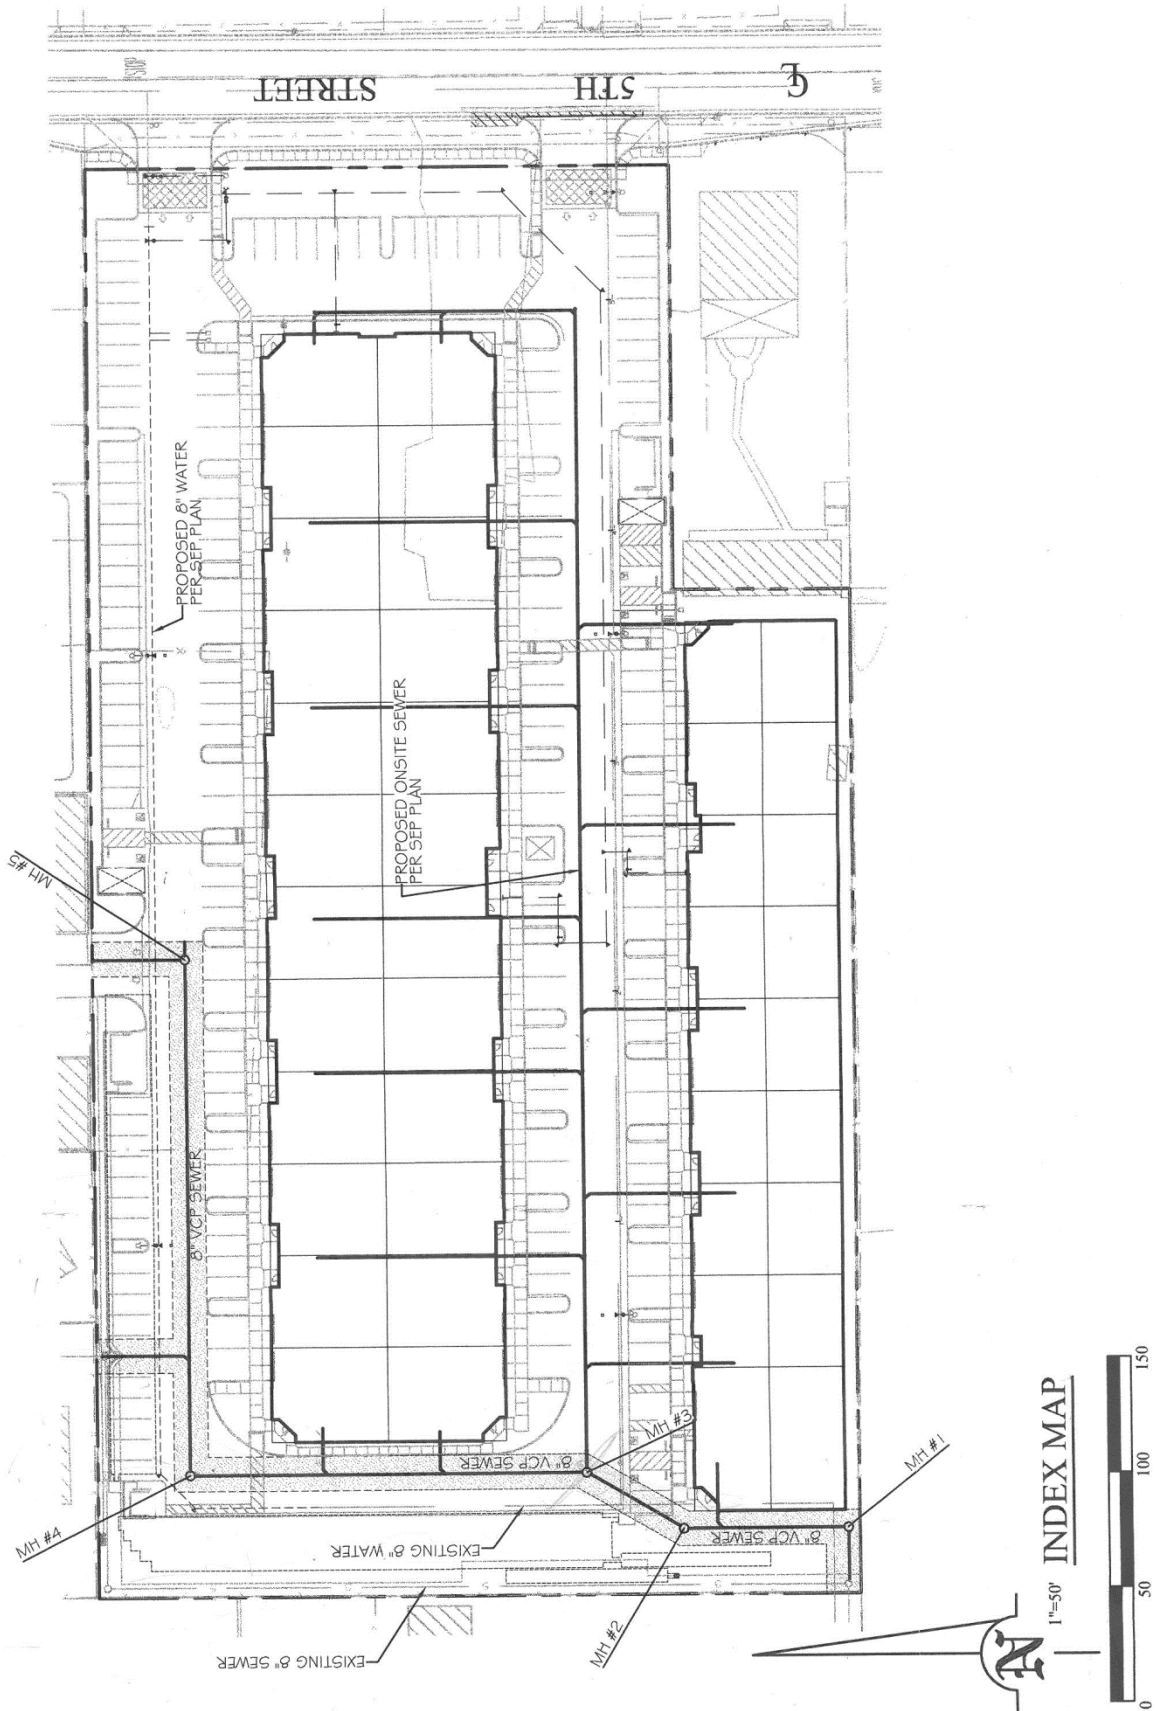 STOP
5TH STREET
℄
PROPOSED 8" WATER
PER SEP PLAN
PROPOSED ONSITE SEWER
PER SEP PLAN
MH #5
8" VCP SEWER
8" VCP SEWER
MH #3
MH #4
MH #1
EXISTING 8" WATER
8" VCP SEWER
MH #2
EXISTING 8" SEWER
N
1"=50'
INDEX MAP
0
50
100
150